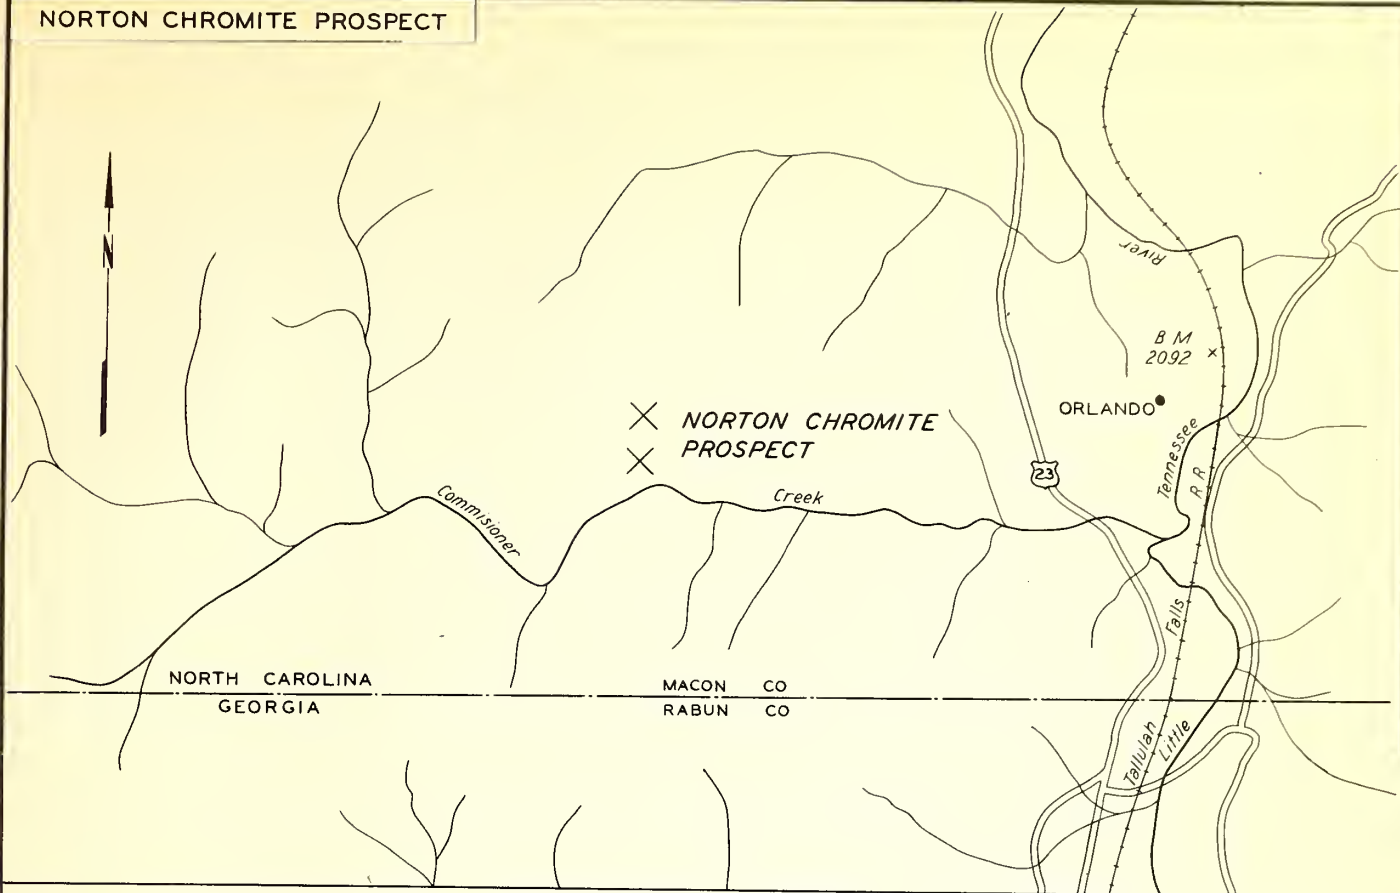 NORTON CHROMITE PROSPECT
N
River
B M
2092
ORLANDO
NORTON CHROMITE
PROSPECT
Tennessee
R R
23
Commisioner
Creek
Falls
NORTH CAROLINA
MACON CO
GEORGIA
RABUN CO
Tallulah
Little